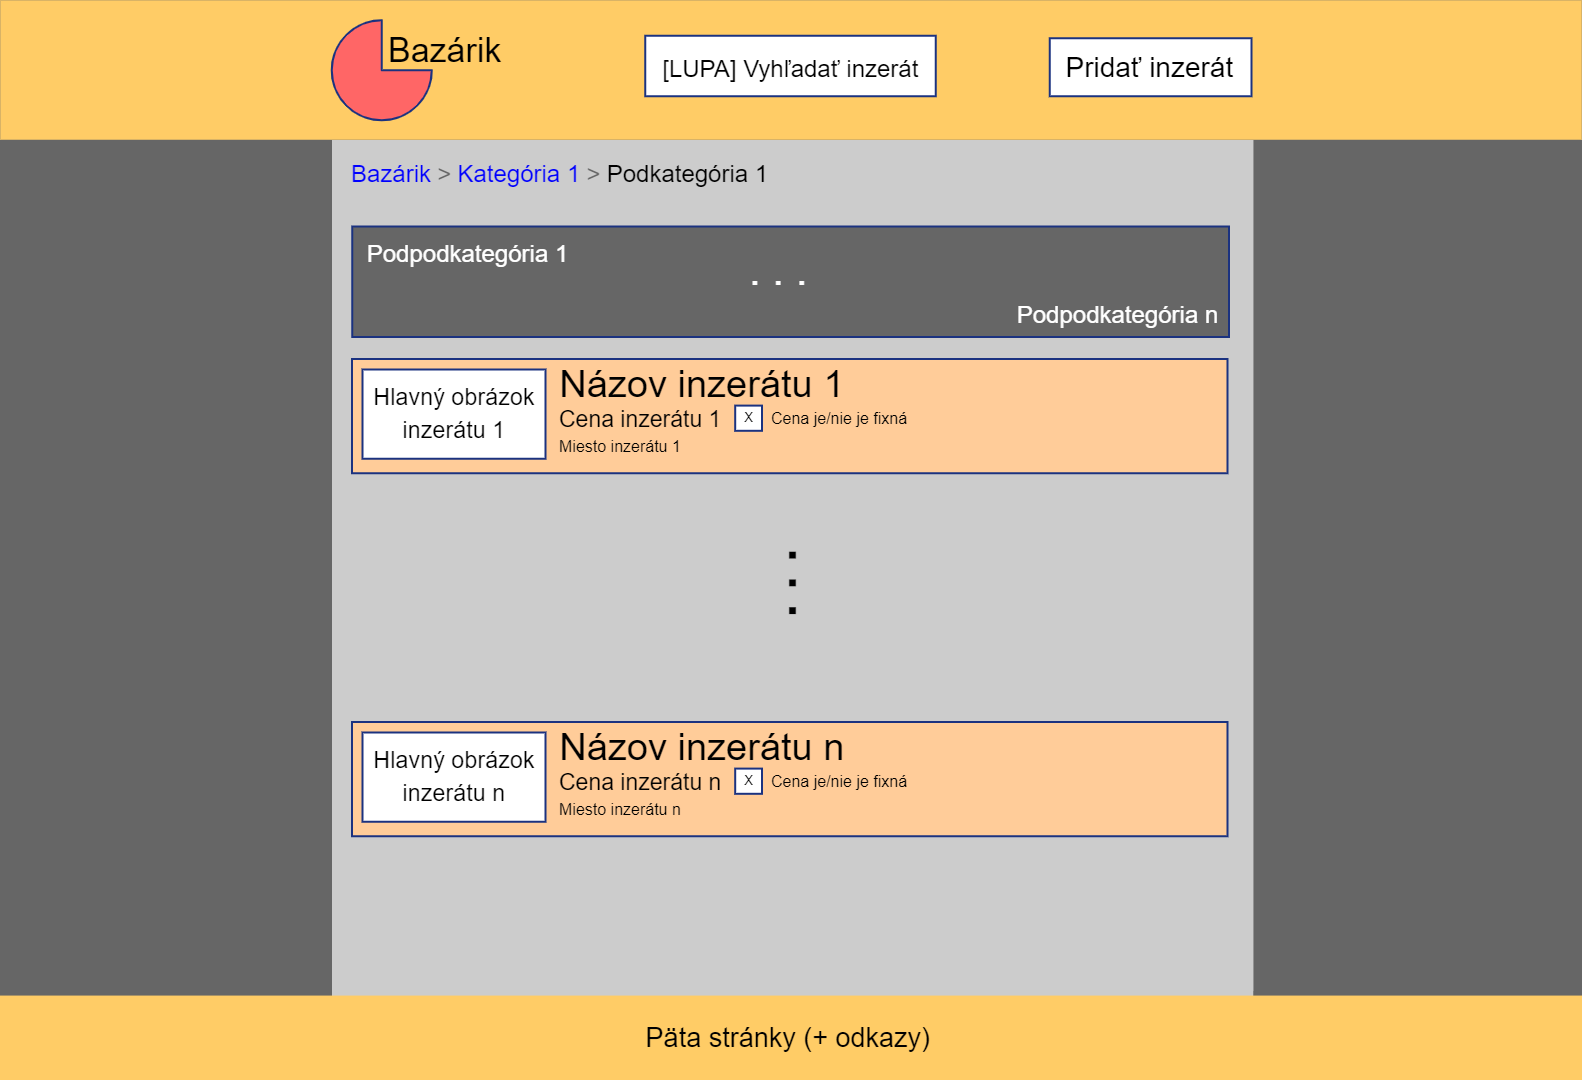 Bazárik
[LUPA] Vyhľadať inzerát
Pridať inzerát
Bazárik > Kategória 1 > Podkategória 1
Podpodkategória 1
. . .
Podpodkategória n
Hlavný obrázok
inzerátu 1
Názov inzerátu 1
Cena inzerátu 1
X
Cena je/nie je fixná
Miesto inzerátu 1
.
.
.
Hlavný obrázok
inzerátu n
Názov inzerátu n
Cena inzerátu n
X
Cena je/nie je fixná
Miesto inzerátu n
Päta stránky (+ odkazy)